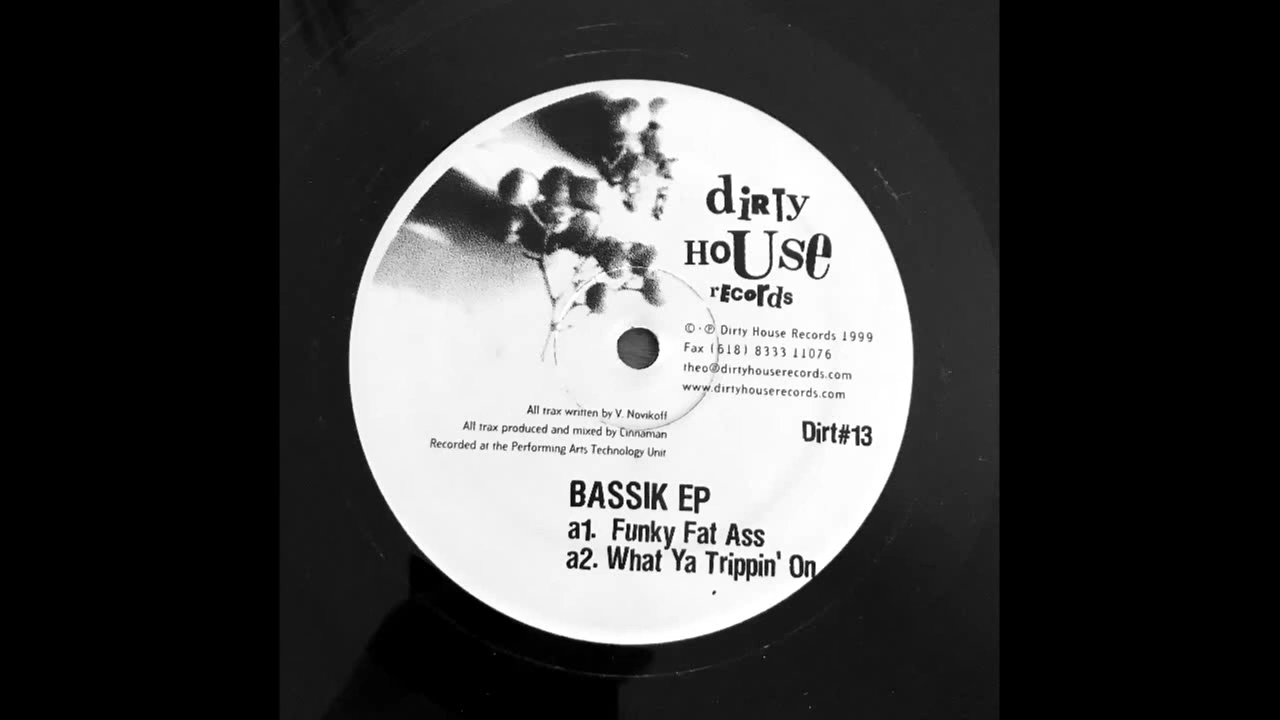 dirty
House
records
© · ℗ Dirty House Records 1999
Fax (618) 8333 11076
theo@dirtyhouserecords.com
www.dirtyhouserecords.com
All trax written by V. Novikoff
All trax produced and mixed by Cinnaman
Recorded at the Performing Arts Technology Unit
Dirt#13
BASSIK EP
a1. Funky Fat Ass
a2. What Ya Trippin' On